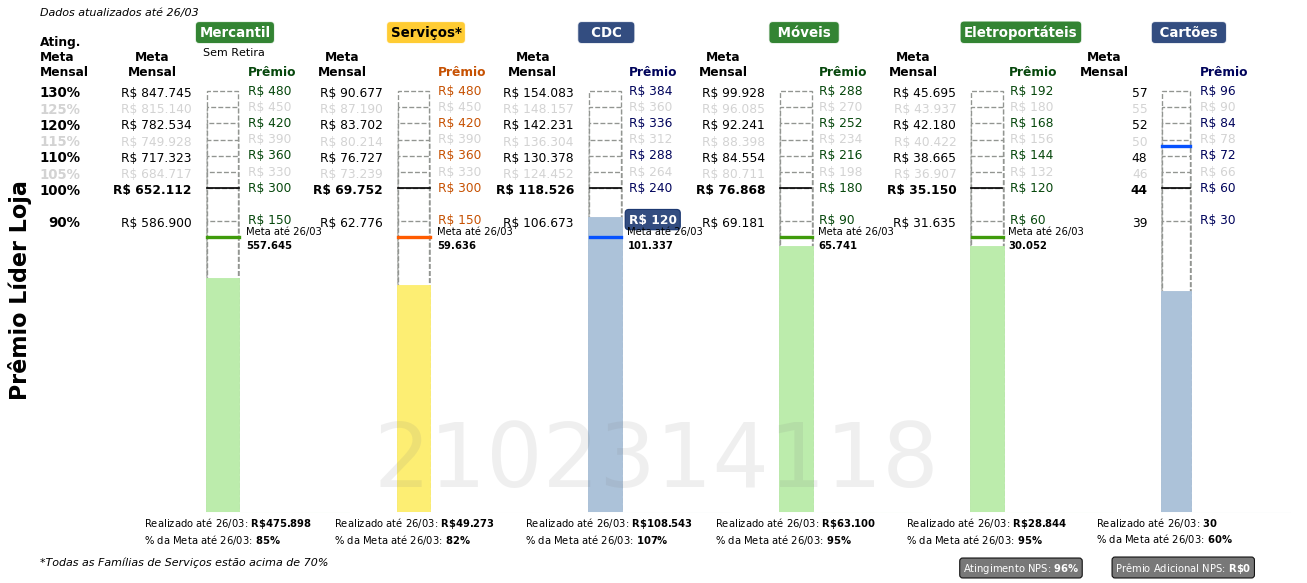 Dados atualizados até 26/03
Mercantil Serviços* CDC Móveis Eletroportáteis Cartões
Sem Retira
Ating. Meta Mensal Meta Mensal Prêmio Meta Mensal Prêmio Meta Mensal Prêmio Meta Mensal Prêmio Meta Mensal Prêmio Meta Mensal Prêmio
130% R$ 847.745 R$ 480 R$ 90.677 R$ 480 R$ 154.083 R$ 384 R$ 99.928 R$ 288 R$ 45.695 R$ 192 57 R$ 96
125% R$ 815.140 R$ 450 R$ 87.190 R$ 450 R$ 148.157 R$ 360 R$ 96.085 R$ 270 R$ 43.937 R$ 180 55 R$ 90
120% R$ 782.534 R$ 420 R$ 83.702 R$ 420 R$ 142.231 R$ 336 R$ 92.241 R$ 252 R$ 42.180 R$ 168 52 R$ 84
115% R$ 749.928 R$ 390 R$ 80.214 R$ 390 R$ 136.304 R$ 312 R$ 88.398 R$ 234 R$ 40.422 R$ 156 50 R$ 78
110% R$ 717.323 R$ 360 R$ 76.727 R$ 360 R$ 130.378 R$ 288 R$ 84.554 R$ 216 R$ 38.665 R$ 144 48 R$ 72
105% R$ 684.717 R$ 330 R$ 73.239 R$ 330 R$ 124.452 R$ 264 R$ 80.711 R$ 198 R$ 36.907 R$ 132 46 R$ 66
100% R$ 652.112 R$ 300 R$ 69.752 R$ 300 R$ 118.526 R$ 240 R$ 76.868 R$ 180 R$ 35.150 R$ 120 44 R$ 60
90% R$ 586.900 R$ 150 R$ 62.776 R$ 150 R$ 106.673 R$ 120 R$ 69.181 R$ 90 R$ 31.635 R$ 60 39 R$ 30
Meta até 26/03 Meta até 26/03 Meta até 26/03 Meta até 26/03 Meta até 26/03
557.645 59.636 101.337 65.741 30.052
Prêmio Líder Loja
2102314118
Realizado até 26/03: R$475.898 Realizado até 26/03: R$49.273 Realizado até 26/03: R$108.543 Realizado até 26/03: R$63.100 Realizado até 26/03: R$28.844 Realizado até 26/03: 30
% da Meta até 26/03: 85% % da Meta até 26/03: 82% % da Meta até 26/03: 107% % da Meta até 26/03: 95% % da Meta até 26/03: 95% % da Meta até 26/03: 60%
*Todas as Famílias de Serviços estão acima de 70%
Atingimento NPS: 96% Prêmio Adicional NPS: R$0